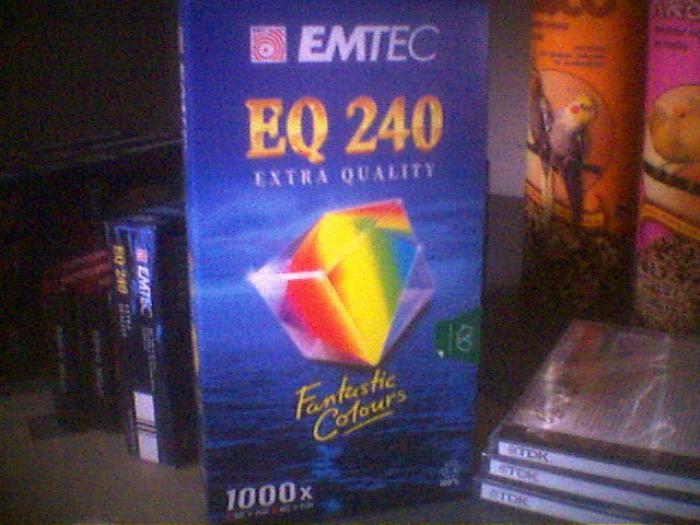 EMTEC
EQ 240
EXTRA QUALITY
Fantastic
Colours
1000x
EQ 240
EMTEC
TDK
TDK
TDK